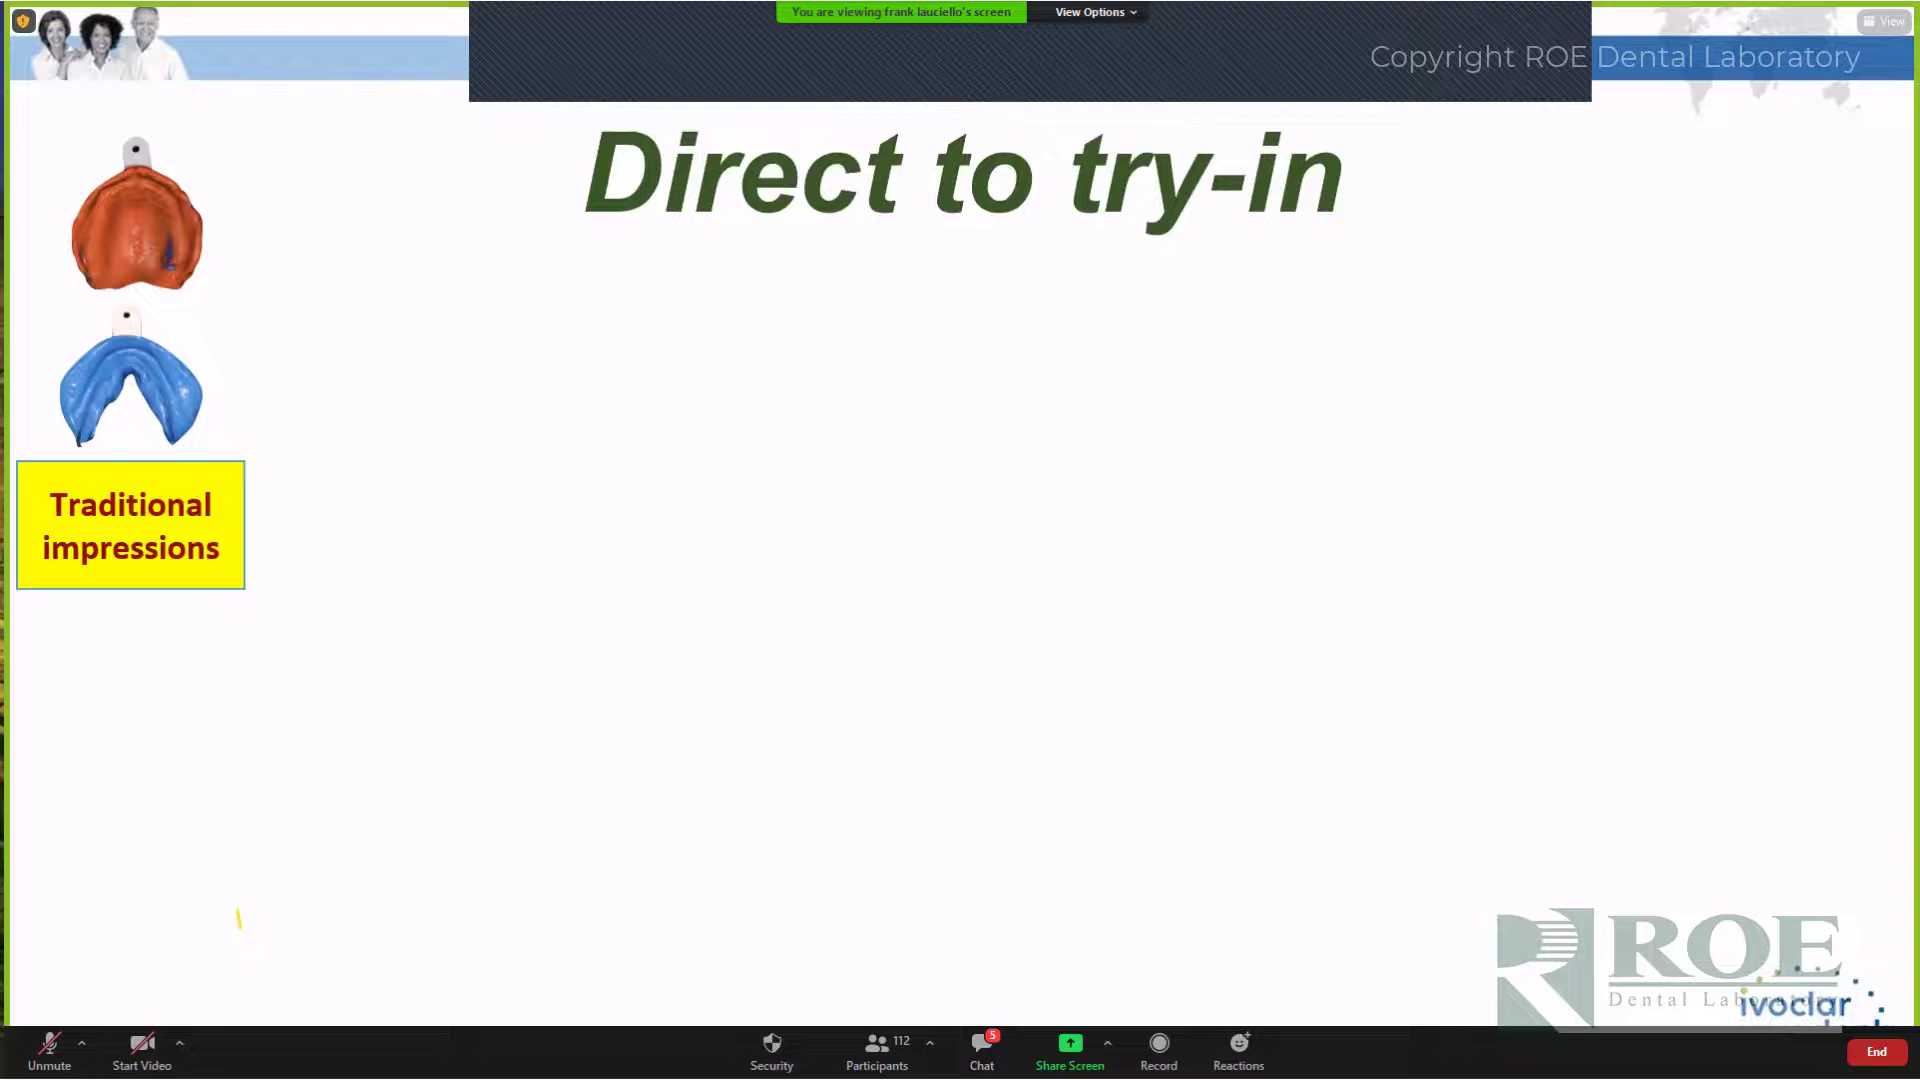 You are viewing frank lauciello's screen
View Options
View
Copyright ROE Dental Laboratory
Direct to try-in
Traditional
impressions
ROE
Dental Laboratory
ivoclar
Unmute
Start Video
Security
112
Participants
5
Chat
Share Screen
Record
Reactions
End